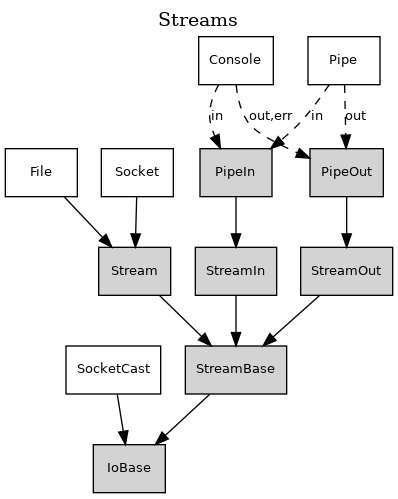 Streams
Console
Pipe
in
out,err
in
out
File
Socket
PipeIn
PipeOut
Stream
StreamIn
StreamOut
SocketCast
StreamBase
IoBase